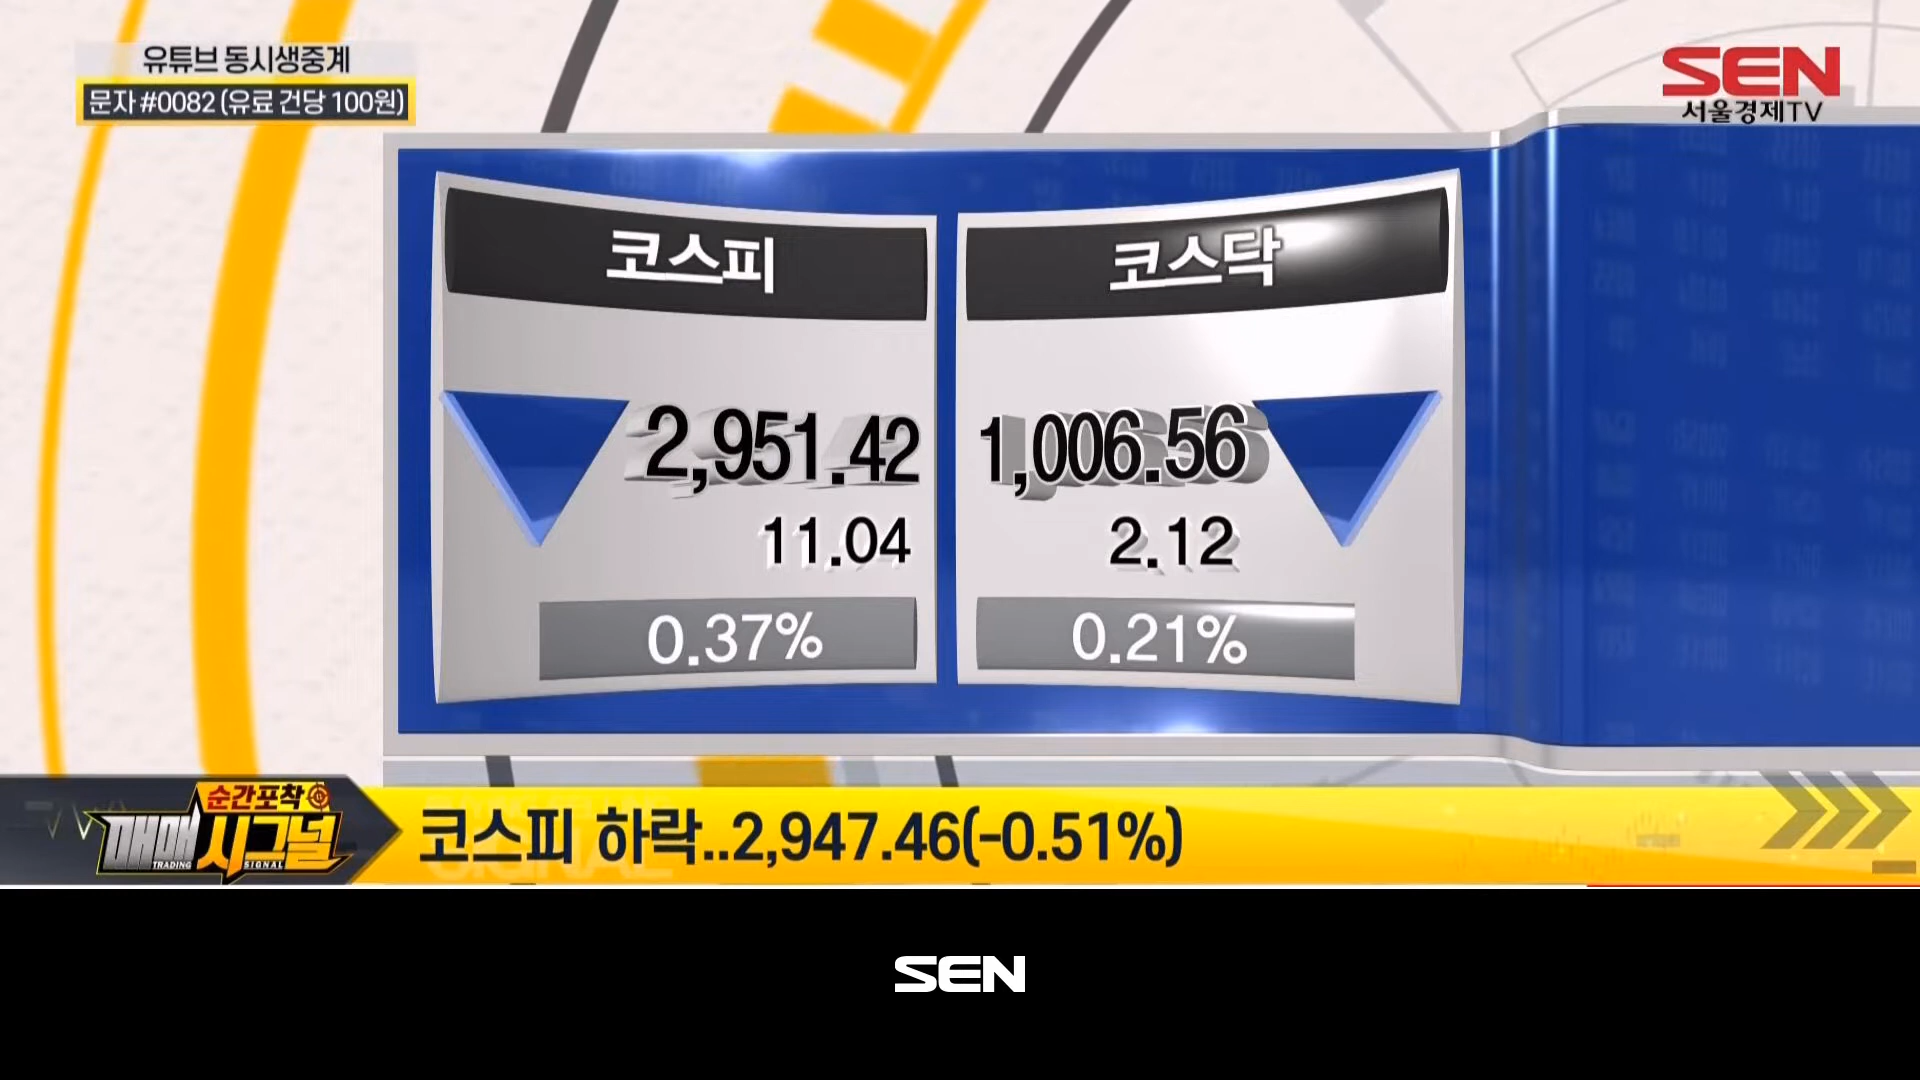 유튜브 동시생중계
문자 #0082 (유료 건당 100원)
SEN
서울경제TV
코스피
코스닥
2,951.42
11.04
0.37%
1,006.56
2.12
0.21%
순간포착
매매 시그널
TRADING SIGNAL
코스피 하락..2,947.46(-0.51%)
SEN